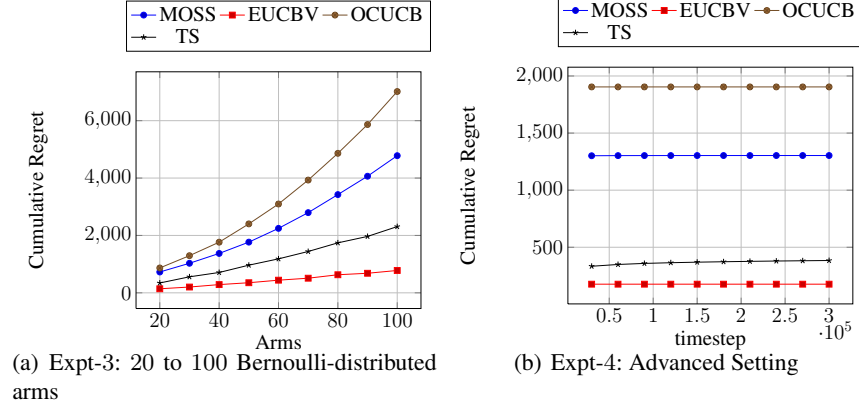 MOSS EUCBV OCUCB
TS
Cumulative Regret
6,000
4,000
2,000
0
20 40 60 80 100
Arms
(a) Expt-3: 20 to 100 Bernoulli-distributed
arms
MOSS EUCBV OCUCB
TS
Cumulative Regret
2,000
1,500
1,000
500
0.5 1 1.5 2 2.5 3
·10⁵
timestep
(b) Expt-4: Advanced Setting